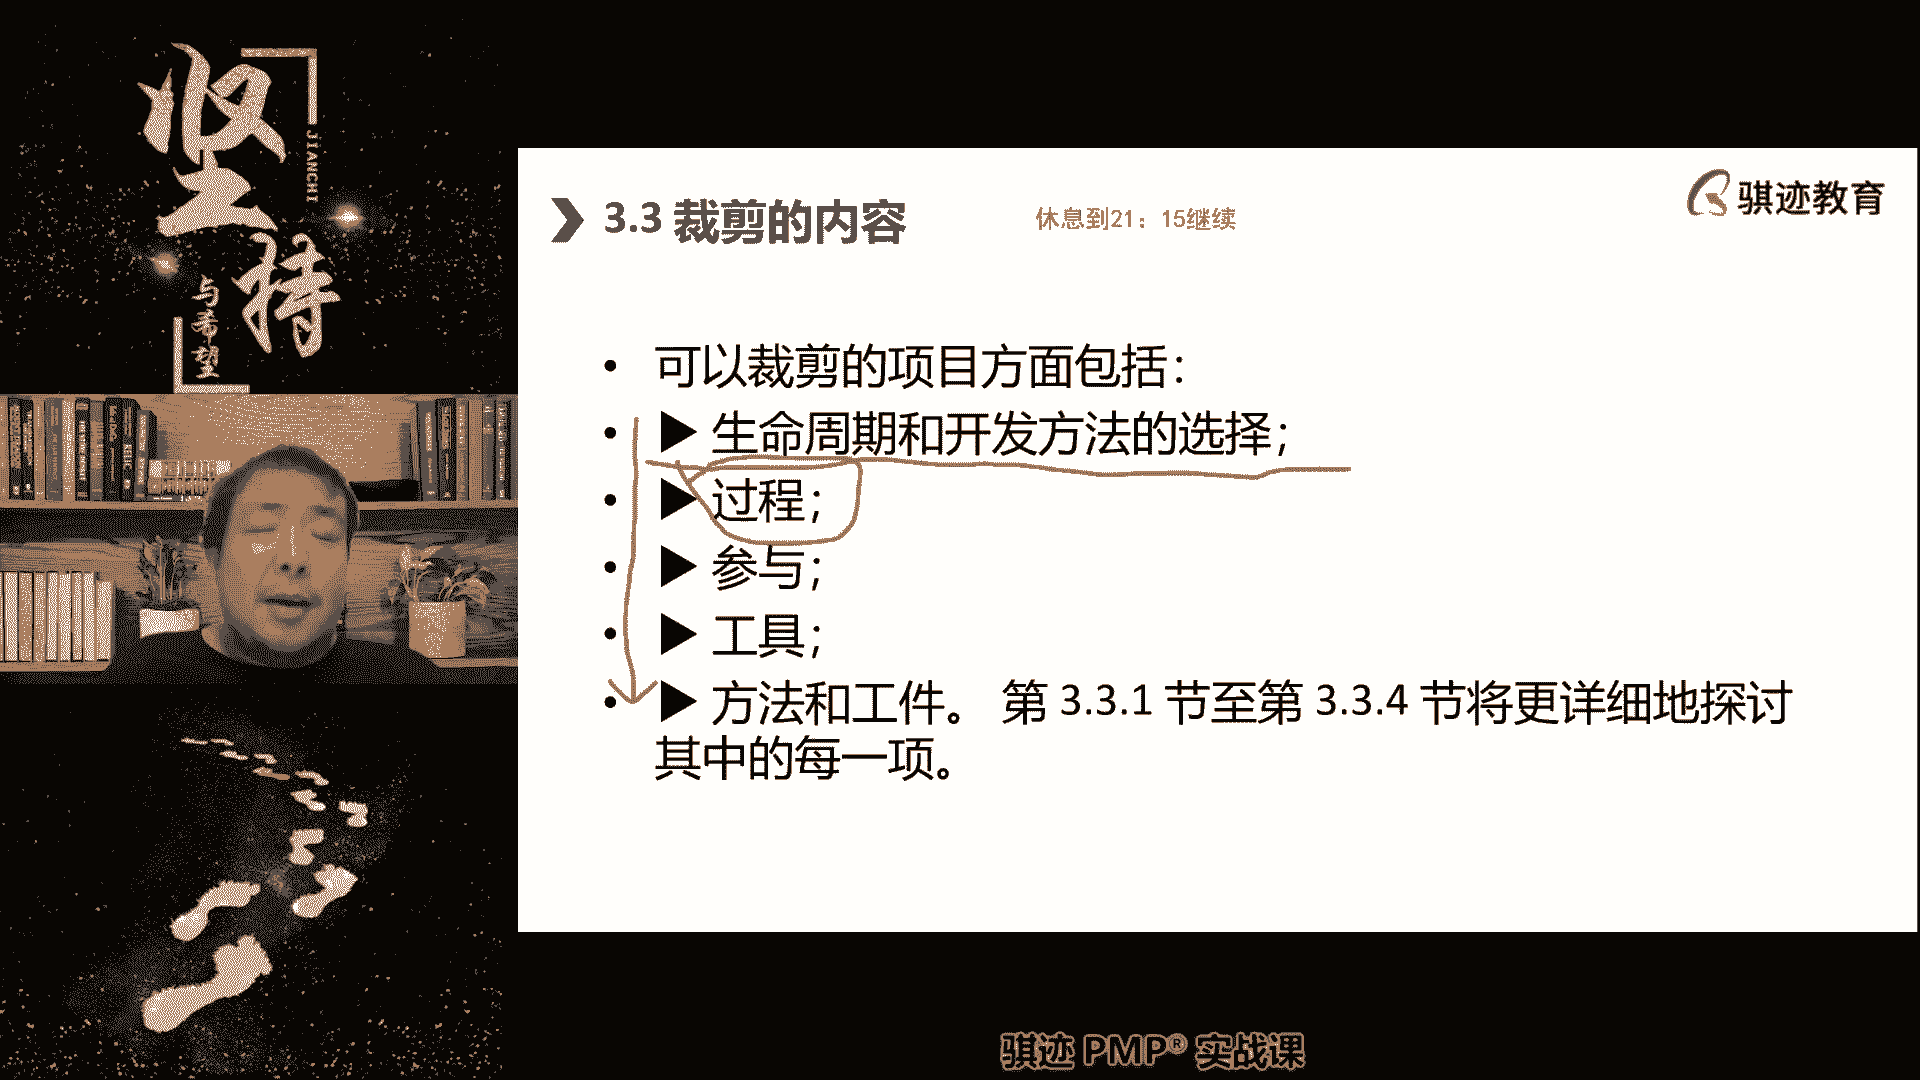 坚持
JIANCHI
与希望
3.3 裁剪的内容
休息到21：15继续
骐迹教育
• 可以裁剪的项目方面包括：
• ▶ 生命周期和开发方法的选择；
• ▶ 过程；
• ▶ 参与；
• ▶ 工具；
• ▶ 方法和工件。 第 3.3.1 节至第 3.3.4 节将更详细地探讨
其中的每一项。
骐迹 PMP® 实战课